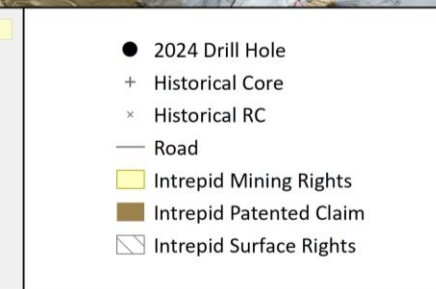 2024 Drill Hole
Historical Core
Historical RC
Road
Intrepid Mining Rights
Intrepid Patented Claim
Intrepid Surface Rights